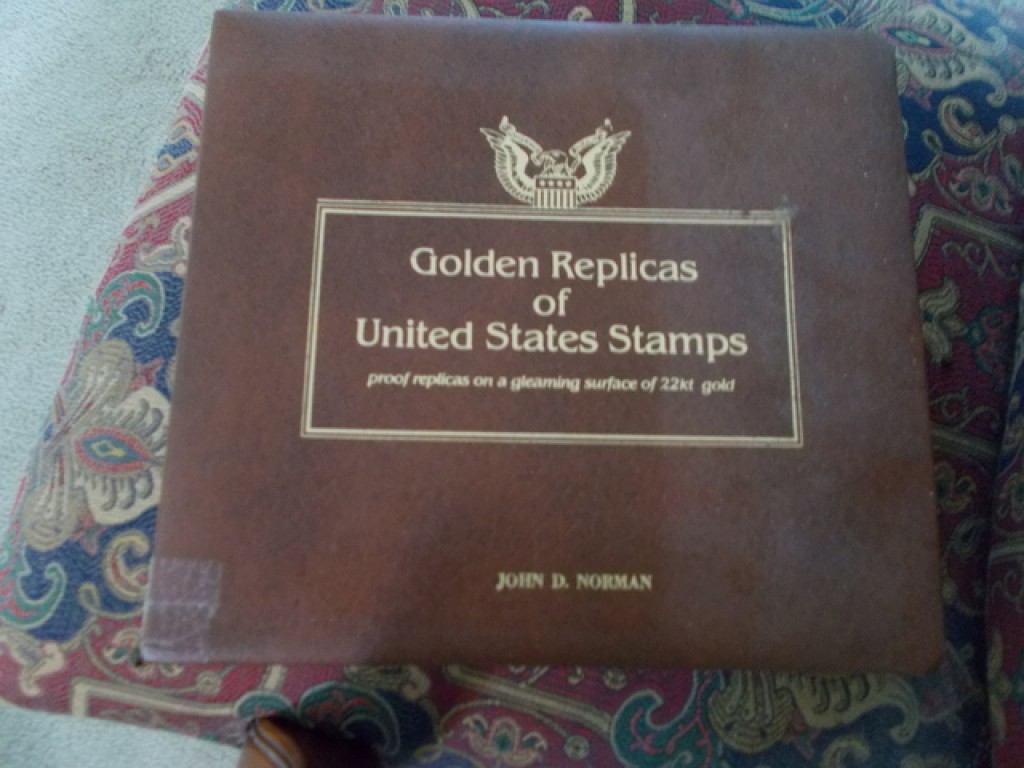 Golden Replicas
of
United States Stamps
proof replicas on a gleaming surface of 22kt gold
JOHN D. NORMAN